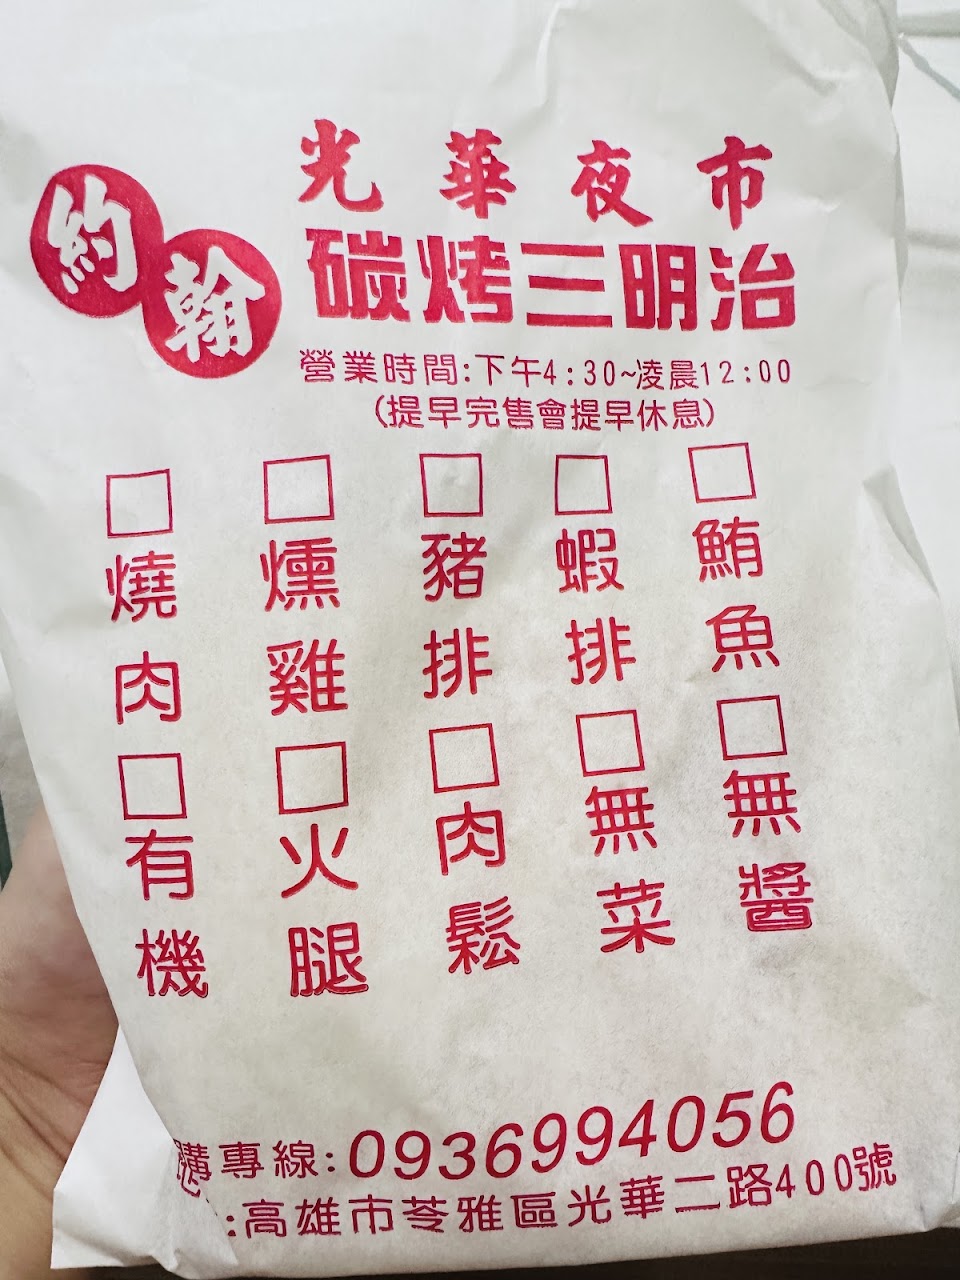 約翰
光華夜市
碳烤三明治
營業時間:下午4:30~凌晨12:00
(提早完售會提早休息)
□燒肉
□燻雞
□豬排
□蝦排
□鮪魚
□有機
□火腿
□肉鬆
□無菜
□無醬
購專線:0936994056
:高雄市苓雅區光華二路400號